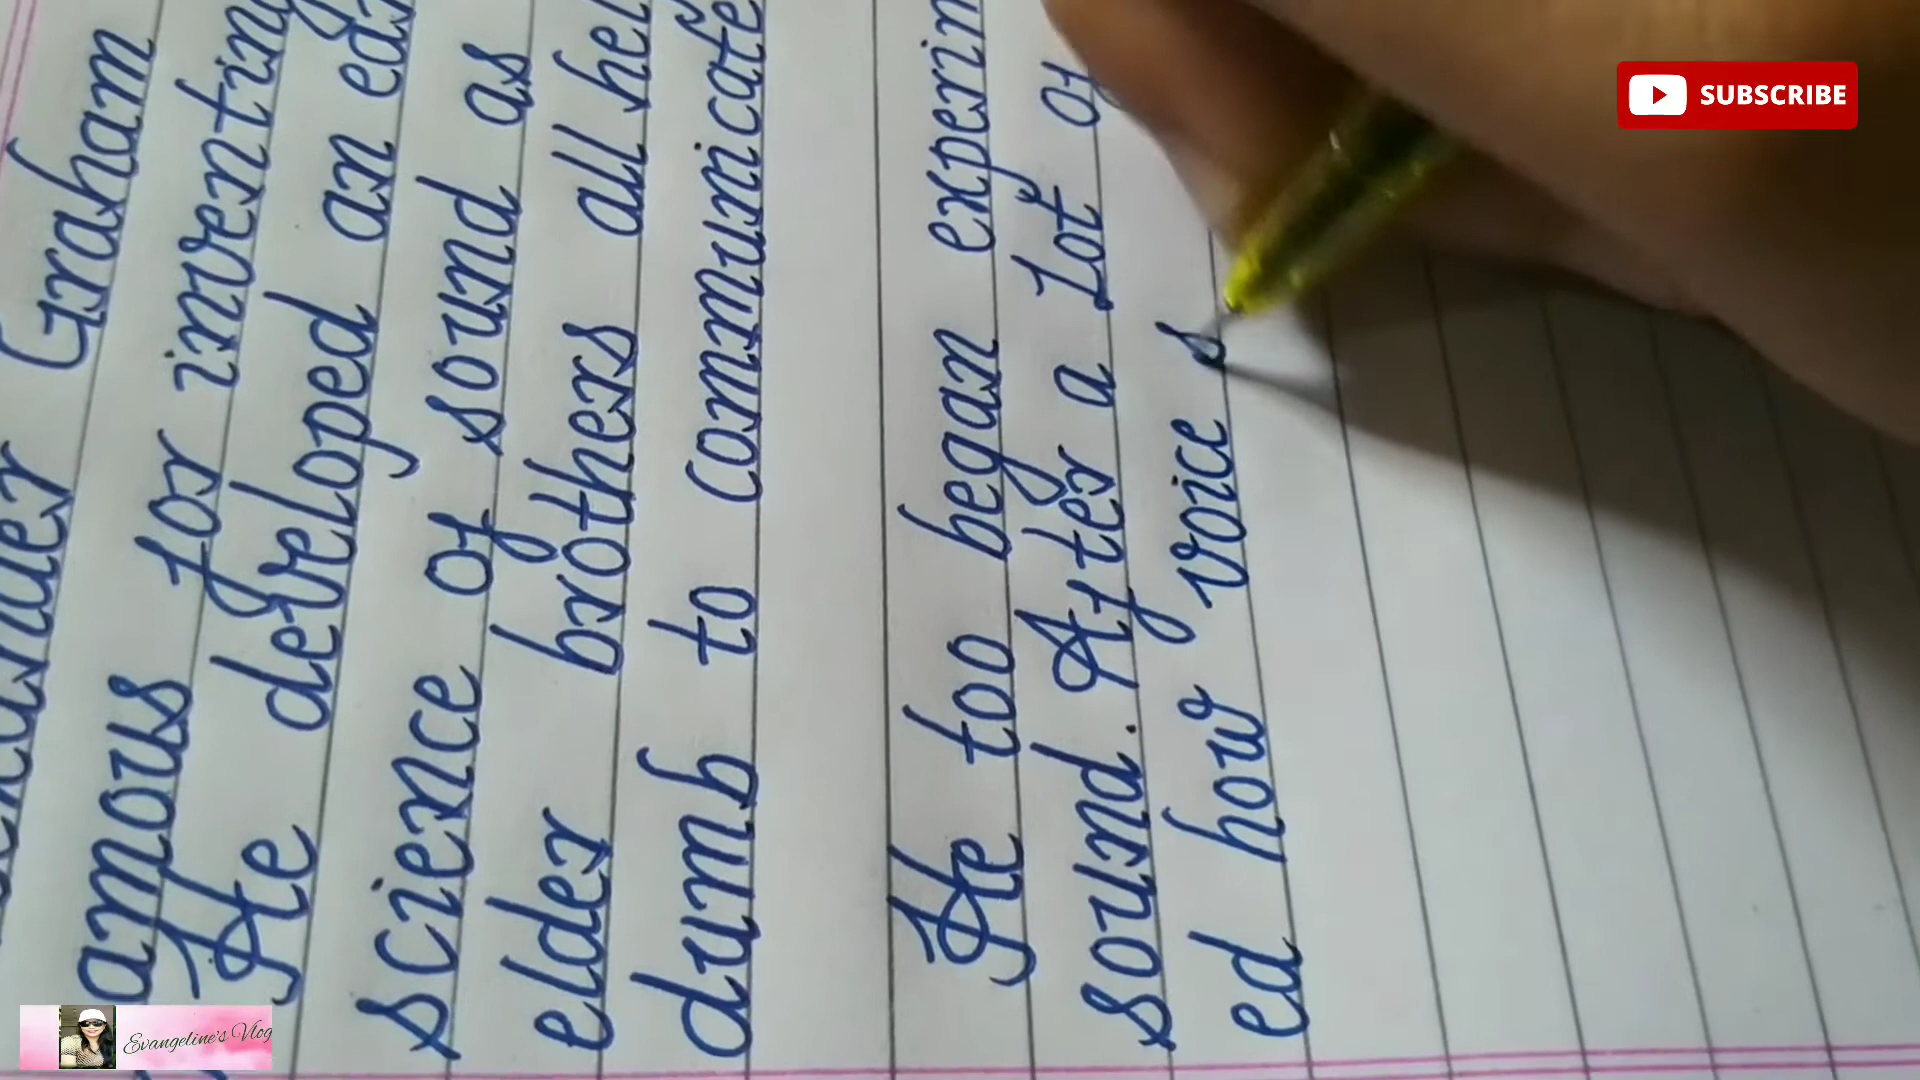 Graham
amous for inventing
He developed an ear
science of sound as
elder brothers all hel
dumb to communicate
He too began experim
sound. After a Lot of
ed how voice s
SUBSCRIBE
Evangeline's Vlog